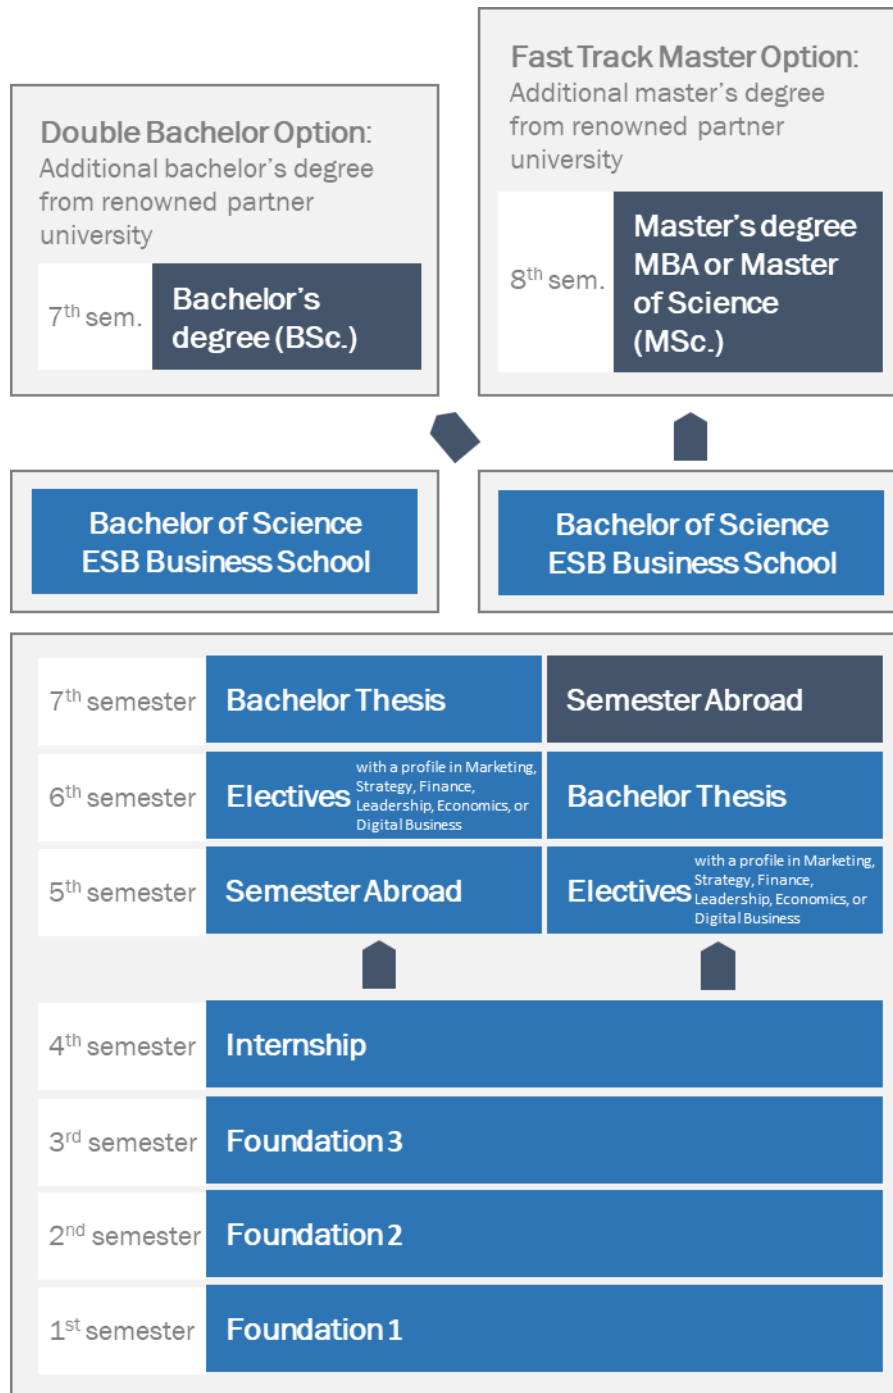 Double Bachelor Option:
Additional bachelor's degree
from renowned partner
university
7th sem.
Bachelor's
degree (BSc.)
Fast Track Master Option:
Additional master's degree
from renowned partner
university
8th sem.
Master's degree
MBA or Master
of Science
(MSc.)
Bachelor of Science
ESB Business School
Bachelor of Science
ESB Business School
7th semester
Bachelor Thesis
Semester Abroad
6th semester
Electives
with a profile in Marketing,
Strategy, Finance,
Leadership, Economics, or
Digital Business
Bachelor Thesis
5th semester
Semester Abroad
Electives
with a profile in Marketing,
Strategy, Finance,
Leadership, Economics, or
Digital Business
4th semester
Internship
3rd semester
Foundation 3
2nd semester
Foundation 2
1st semester
Foundation 1